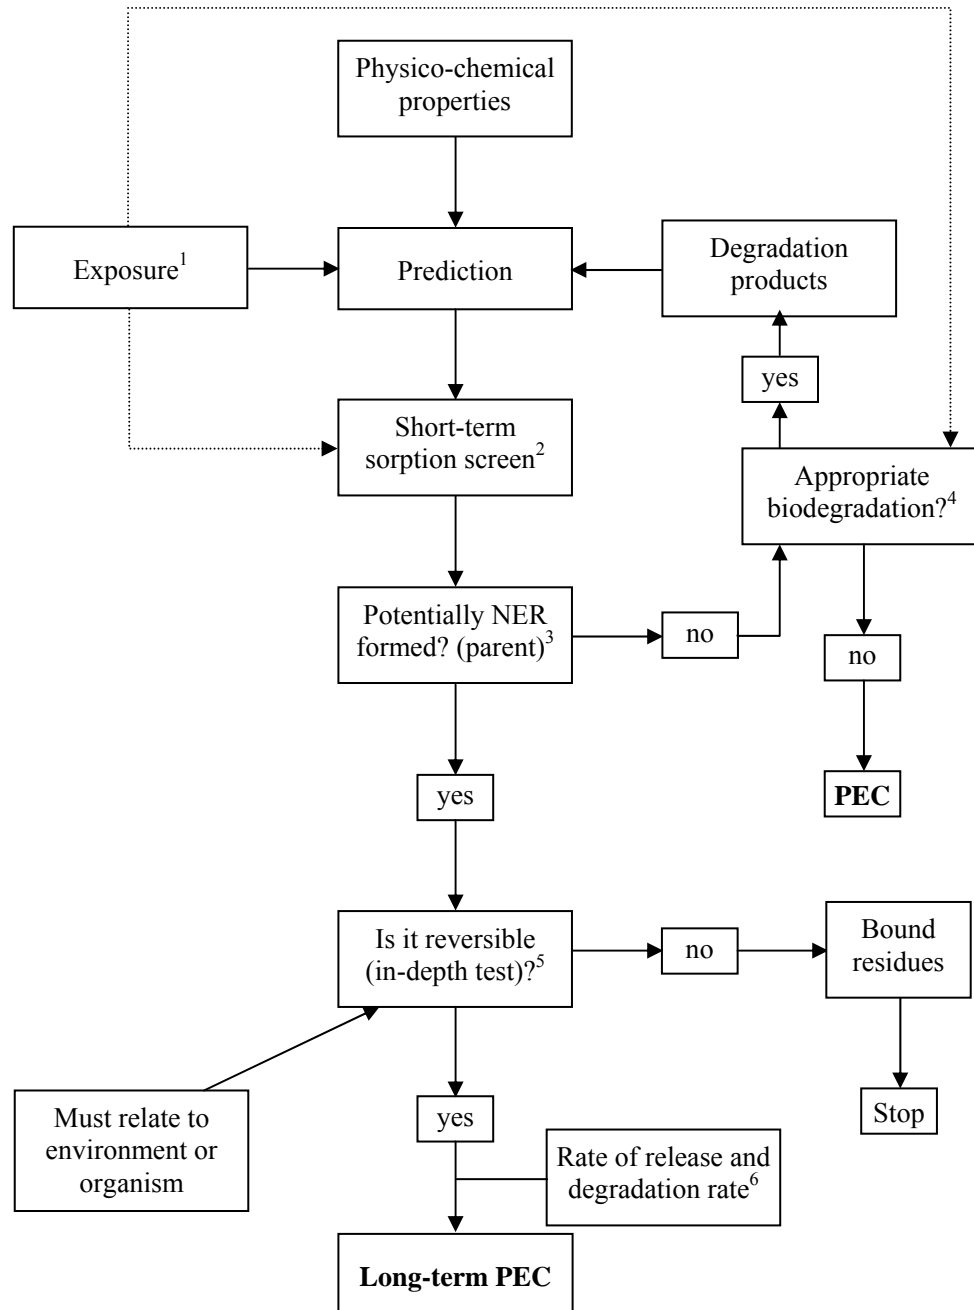 Physico-chemical
properties
Exposure¹
Prediction
Degradation
products
yes
Short-term
sorption screen²
Appropriate
biodegradation?⁴
Potentially NER
formed? (parent)³
no
no
PEC
yes
Is it reversible
(in-depth test)?⁵
no
Bound
residues
Must relate to
environment or
organism
yes
Stop
Rate of release and
degradation rate⁶
Long-term PEC